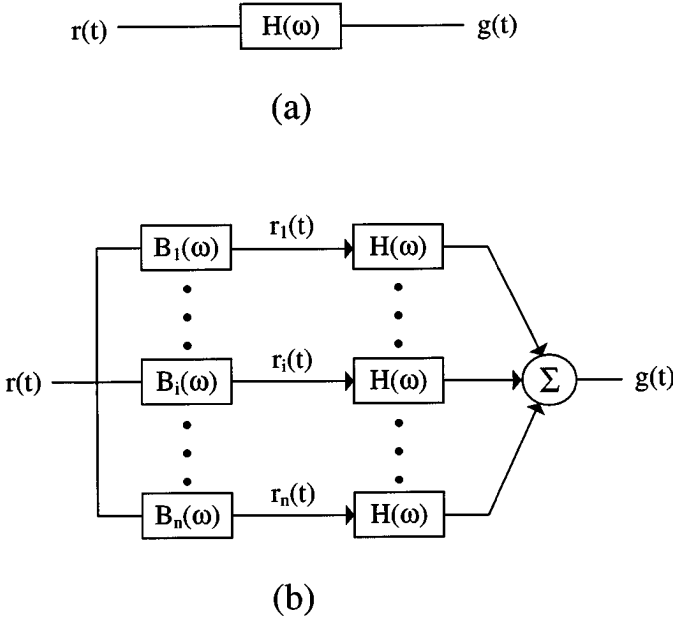 r(t) H(ω) g(t)
(a)
B₁(ω) r₁(t) H(ω)
r(t) Bᵢ(ω) rᵢ(t) H(ω) Σ g(t)
Bₙ(ω) rₙ(t) H(ω)
(b)